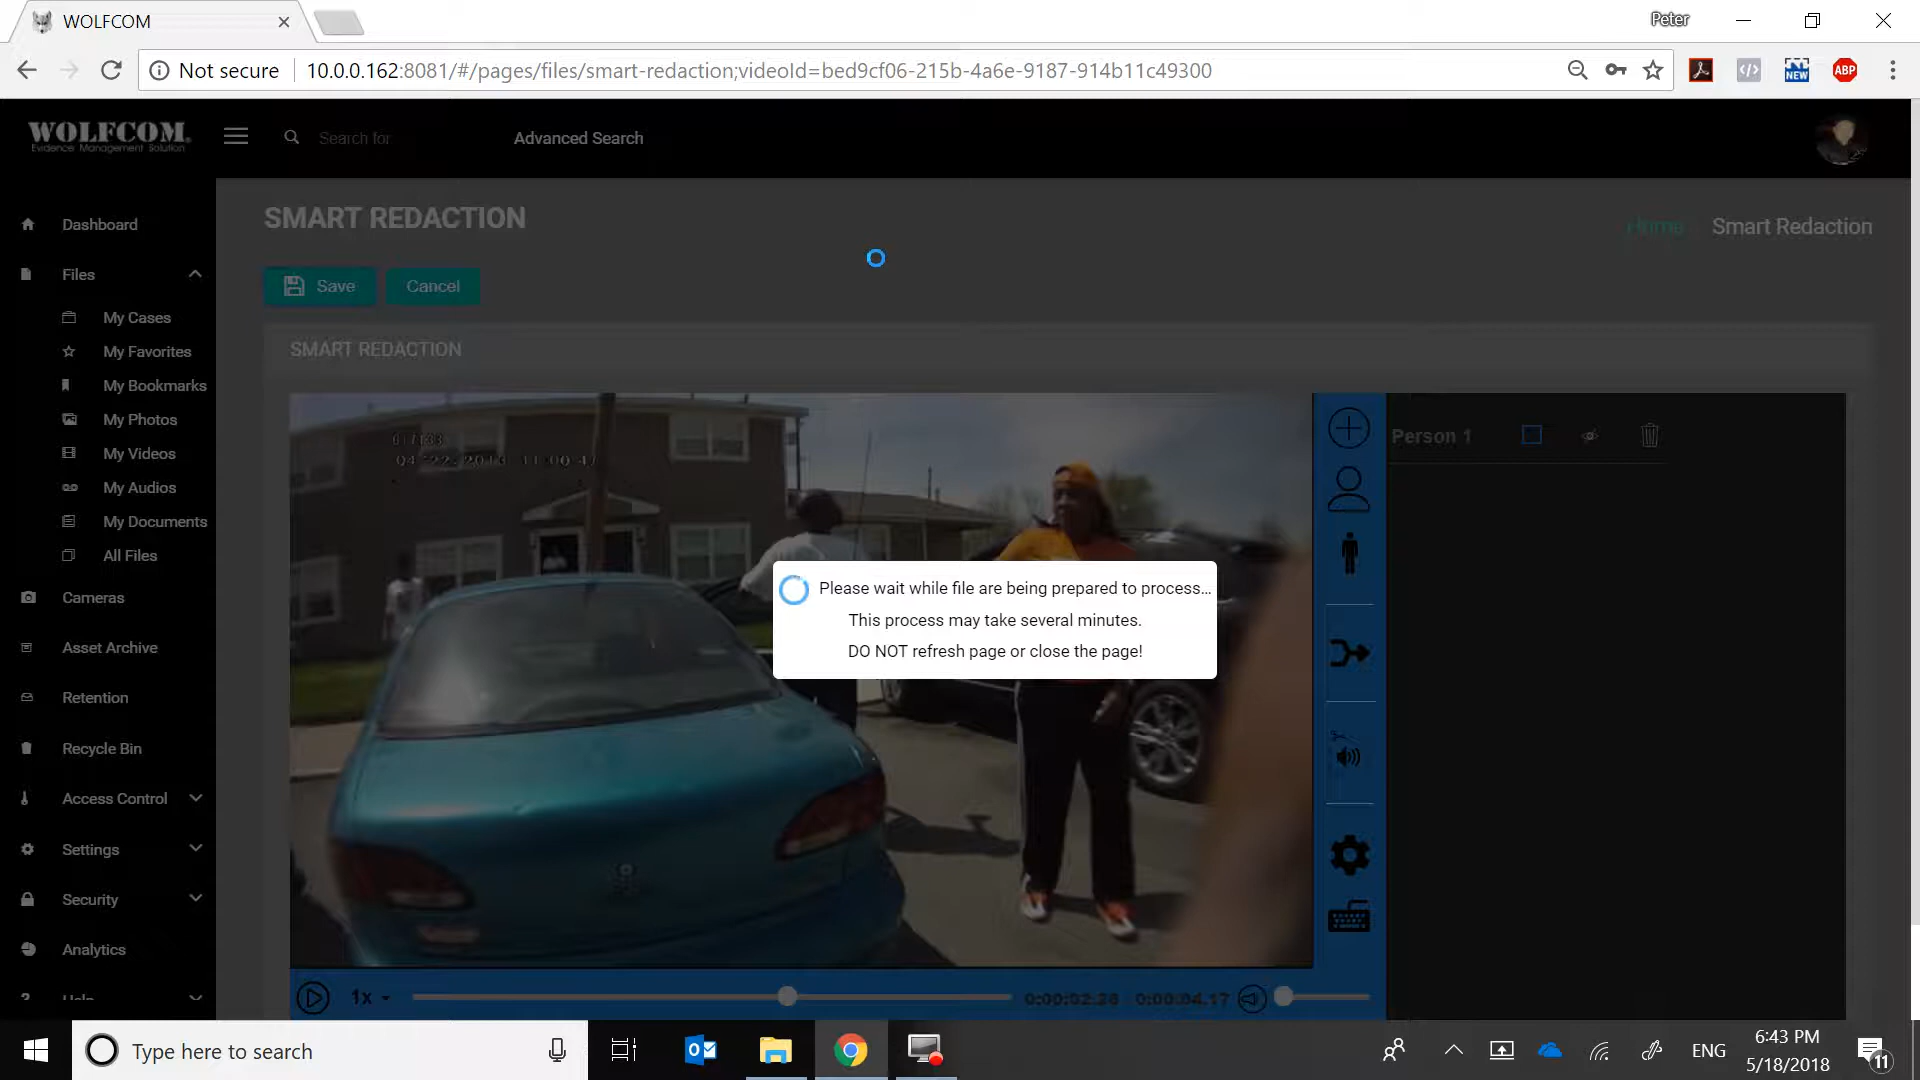 WOLFCOM
Peter
Not secure
10.0.0.162:8081/#/pages/files/smart-redaction;videoId=bed9cf06-215b-4a6e-9187-914b11c49300
NEW
ABP
WOLFCOM
Evidence Management Solution
Search for
Advanced Search
SMART REDACTION
Home
Smart Redaction
Save
Cancel
SMART REDACTION
Dashboard
Files
My Cases
My Favorites
My Bookmarks
My Photos
My Videos
My Audios
My Documents
All Files
Cameras
Asset Archive
Retention
Recycle Bin
Access Control
Settings
Security
Analytics
Help
Person 1
Please wait while file are being prepared to process...
This process may take several minutes.
DO NOT refresh page or close the page!
1x
Type here to search
ENG
6:43 PM
5/18/2018
11